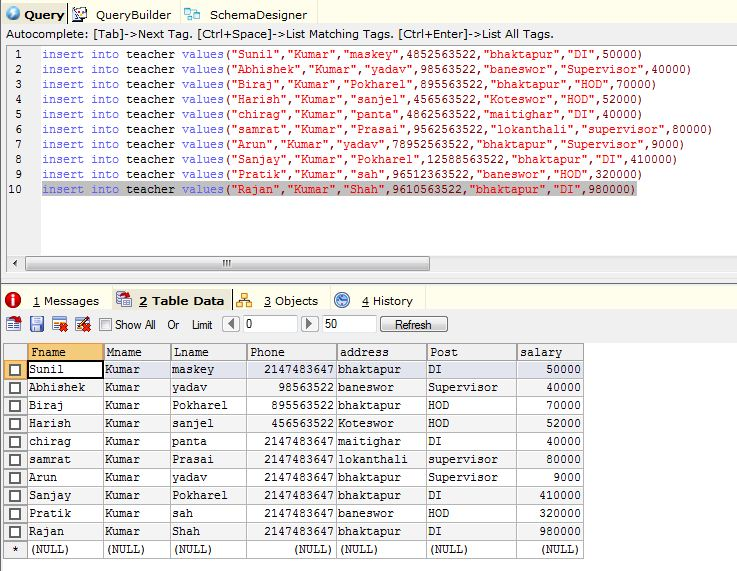 Query QueryBuilder SchemaDesigner
Autocomplete: [Tab]->Next Tag. [Ctrl+Space]->List Matching Tags. [Ctrl+Enter]->List All Tags.
1 insert into teacher values("Sunil","Kumar","maskey",4852563522,"bhaktapur","DI",50000)
2 insert into teacher values("Abhishek","Kumar","yadav",98563522,"baneswor","Supervisor",40000)
3 insert into teacher values("Biraj","Kumar","Pokharel",895563522,"bhaktapur","HOD",70000)
4 insert into teacher values("Harish","Kumar","sanjel",456563522,"Koteswor","HOD",52000)
5 insert into teacher values("chirag","Kumar","panta",4862563522,"maitighar","DI",40000)
6 insert into teacher values("samrat","Kumar","Prasai",9562563522,"lokanthali","supervisor",80000)
7 insert into teacher values("Arun","Kumar","yadav",78952563522,"bhaktapur","Supervisor",9000)
8 insert into teacher values("Sanjay","Kumar","Pokharel",12588563522,"bhaktapur","DI",410000)
9 insert into teacher values("Pratik","Kumar","sah",96512363522,"baneswor","HOD",320000)
10 insert into teacher values("Rajan","Kumar","Shah",9610563522,"bhaktapur","DI",980000)
1 Messages 2 Table Data 3 Objects 4 History
Show All Or Limit 0 50 Refresh
Fname Mname Lname Phone address Post salary
Sunil Kumar maskey 2147483647 bhaktapur DI 50000
Abhishek Kumar yadav 98563522 baneswor Supervisor 40000
Biraj Kumar Pokharel 895563522 bhaktapur HOD 70000
Harish Kumar sanjel 456563522 Koteswor HOD 52000
chirag Kumar panta 2147483647 maitighar DI 40000
samrat Kumar Prasai 2147483647 lokanthali supervisor 80000
Arun Kumar yadav 2147483647 bhaktapur Supervisor 9000
Sanjay Kumar Pokharel 2147483647 bhaktapur DI 410000
Pratik Kumar sah 2147483647 baneswor HOD 320000
Rajan Kumar Shah 2147483647 bhaktapur DI 980000
* (NULL) (NULL) (NULL) (NULL) (NULL) (NULL) (NULL)